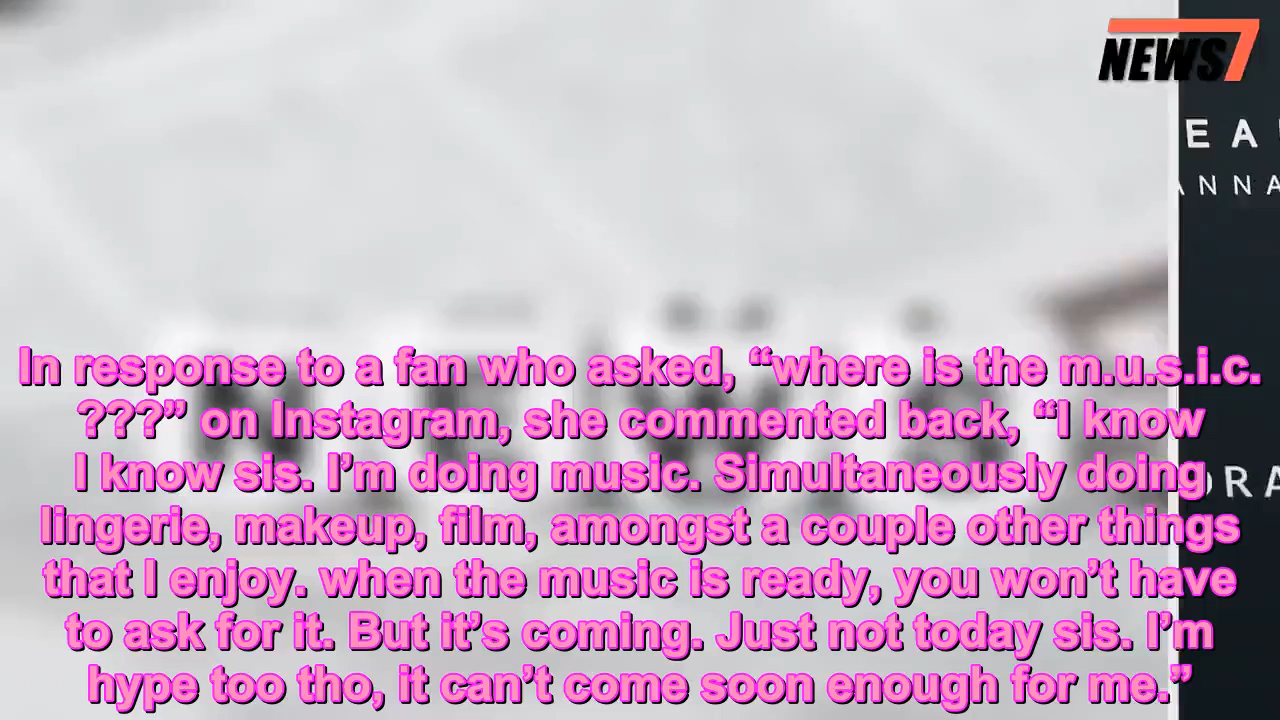 NEWS7
EA
ANNA
ORA
In response to a fan who asked, “where is the m.u.s.i.c.
???” on Instagram, she commented back, “I know
I know sis. I’m doing music. Simultaneously doing
lingerie, makeup, film, amongst a couple other things
that I enjoy. when the music is ready, you won’t have
to ask for it. But it’s coming. Just not today sis. I’m
hype too tho, it can’t come soon enough for me.”